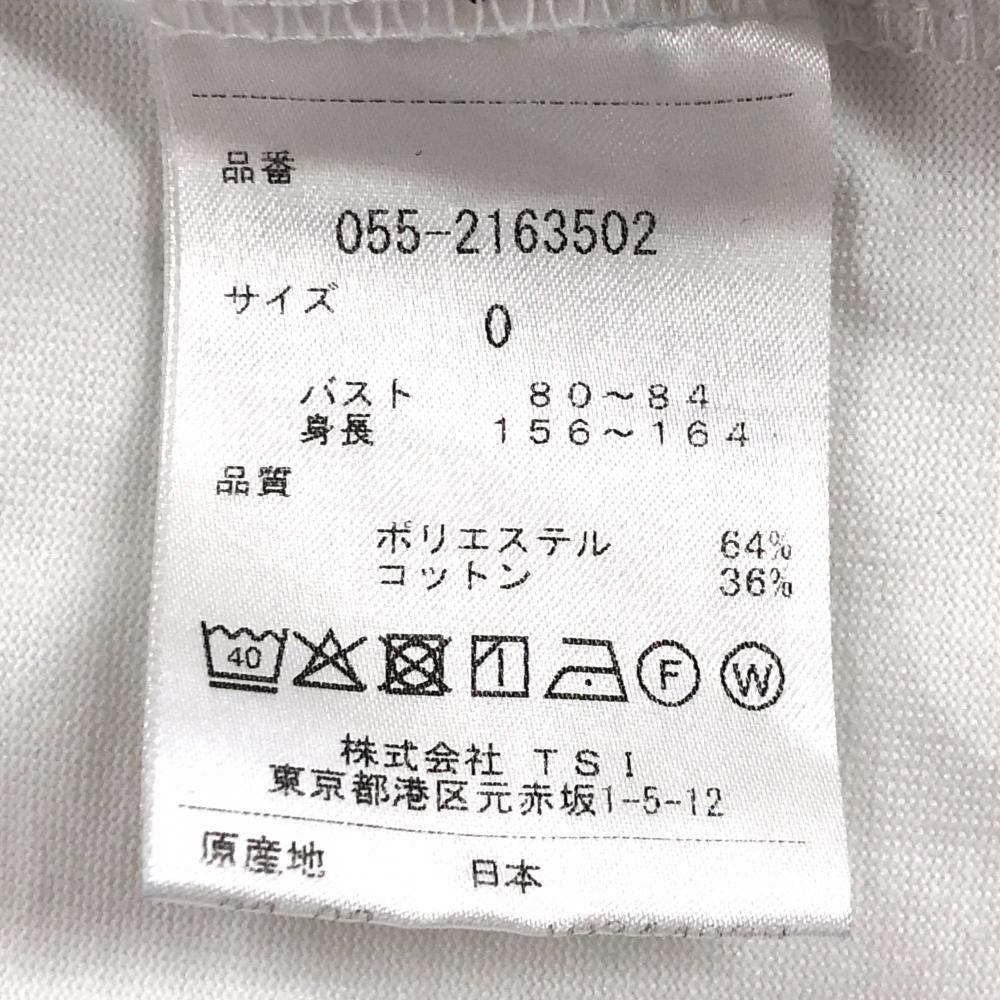 品番
055-2163502
サイズ
0
バスト 80~84
身長 156~164
品質
ポリエステル 64%
コットン 36%
40 F W
株式会社 TSI
東京都港区元赤坂1-5-12
原産地 日本